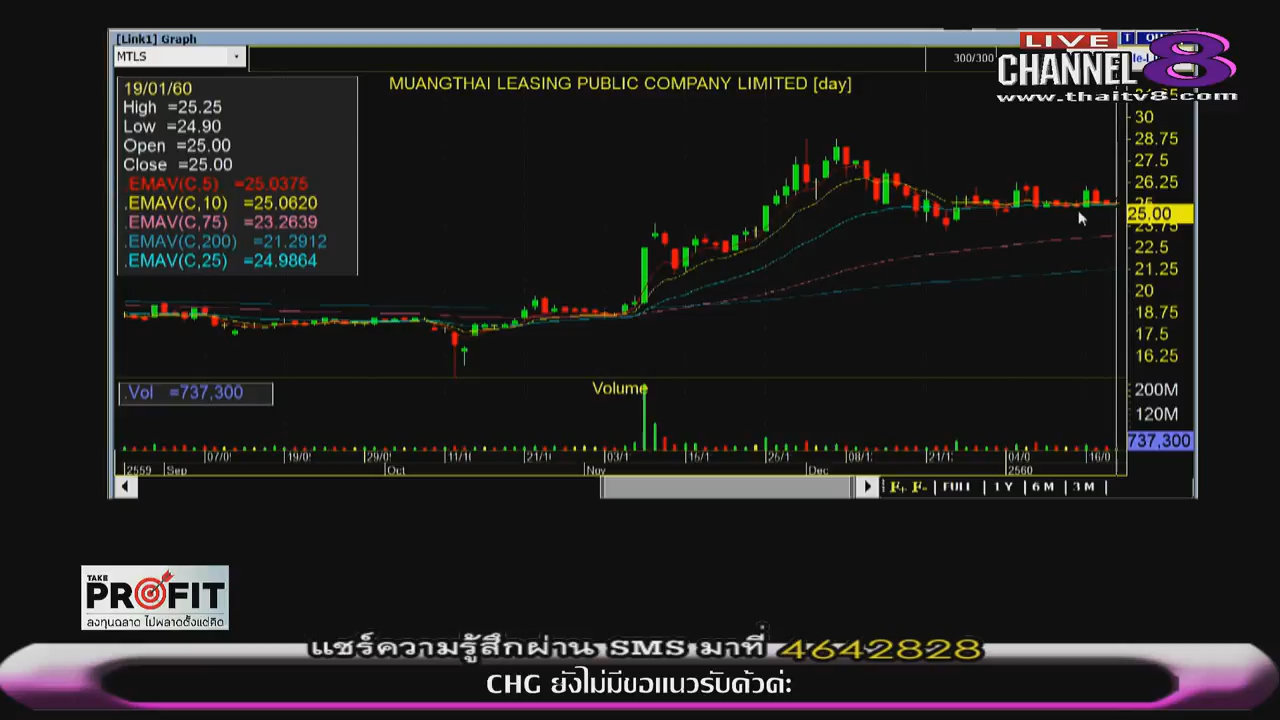 [Link1] Graph
MTLS
300/300
LIVE
CHANNEL 8
www.thaitv8.com
MUANGTHAI LEASING PUBLIC COMPANY LIMITED [day]
19/01/60
High =25.25
Low =24.90
Open =25.00
Close =25.00
.EMAV(C,5) =25.0375
.EMAV(C,10) =25.0620
.EMAV(C,75) =23.2639
.EMAV(C,200) =21.2912
.EMAV(C,25) =24.9864
30
28.75
27.5
26.25
25.00
23.75
22.5
21.25
20
18.75
17.5
16.25
.Vol =737,300
Volume
200M
120M
737,300
2559 Sep Oct Nov Dec 2560
F+ F- FULL 1 Y 6 M 3 M
TAKE
PROFIT
ลงทุนฉลาด ไม่พลาดตั้งแต่คิด
แชร์ความรู้สึกผ่าน SMS มาที่ 4642828
CHG ยังไม่มีขอแนวรับด้วค่ะ